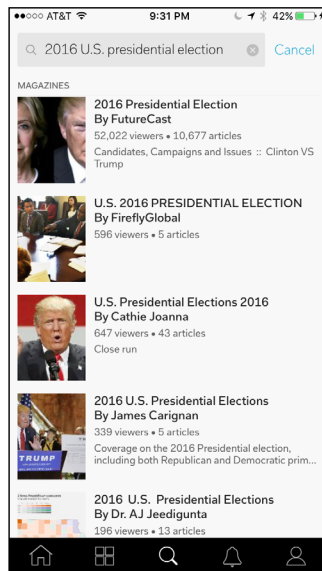 AT&T 9:31 PM 42%
2016 U.S. presidential election Cancel
MAGAZINES
2016 Presidential Election
By FutureCast
52,022 viewers • 10,677 articles
Candidates, Campaigns and Issues :: Clinton VS
Trump
U.S. 2016 PRESIDENTIAL ELECTION
By FireflyGlobal
596 viewers • 5 articles
U.S. Presidential Elections 2016
By Cathie Joanna
647 viewers • 43 articles
Close run
2016 U.S. Presidential Elections
By James Carignan
339 viewers • 5 articles
TRUMP
Coverage on the 2016 Presidential election,
including both Republican and Democratic prim...
2016 U.S. Presidential Elections
By Dr. AJ Jeedigunta
196 viewers • 13 articles